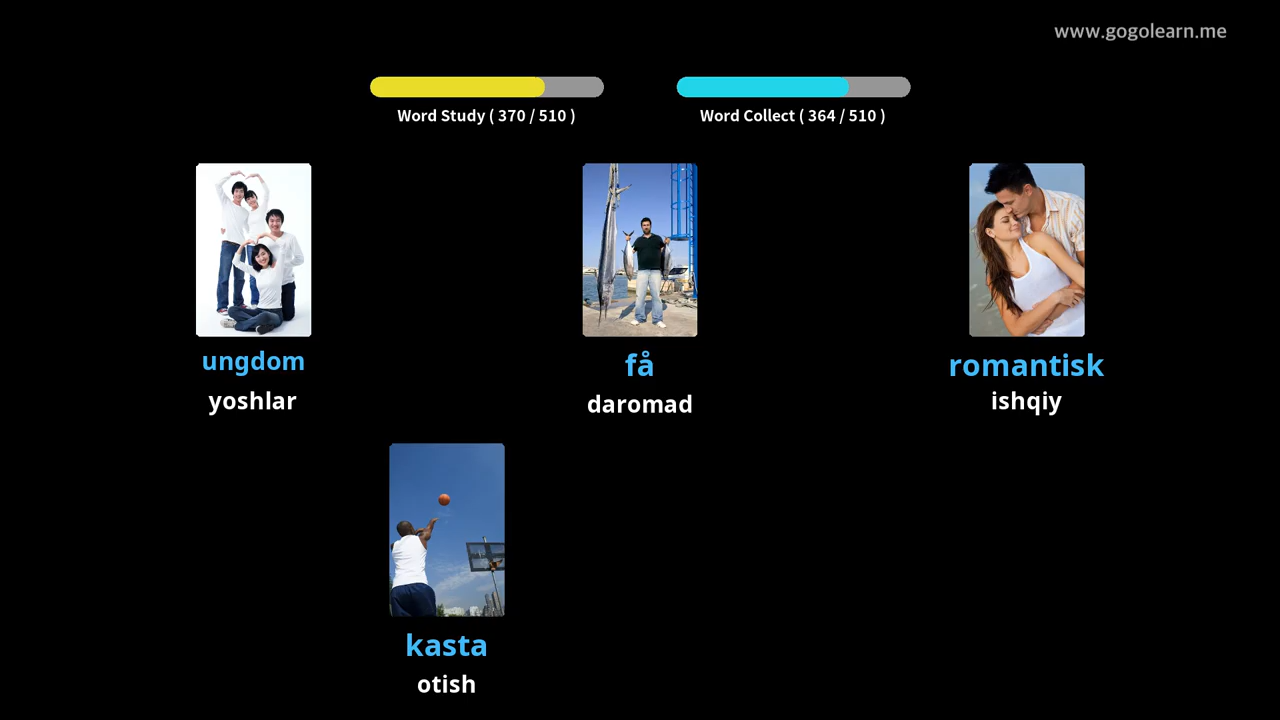 www.gogolearn.me
Word Study ( 370 / 510 )
Word Collect ( 364 / 510 )
ungdom
yoshlar
få
daromad
romantisk
ishqiy
kasta
otish